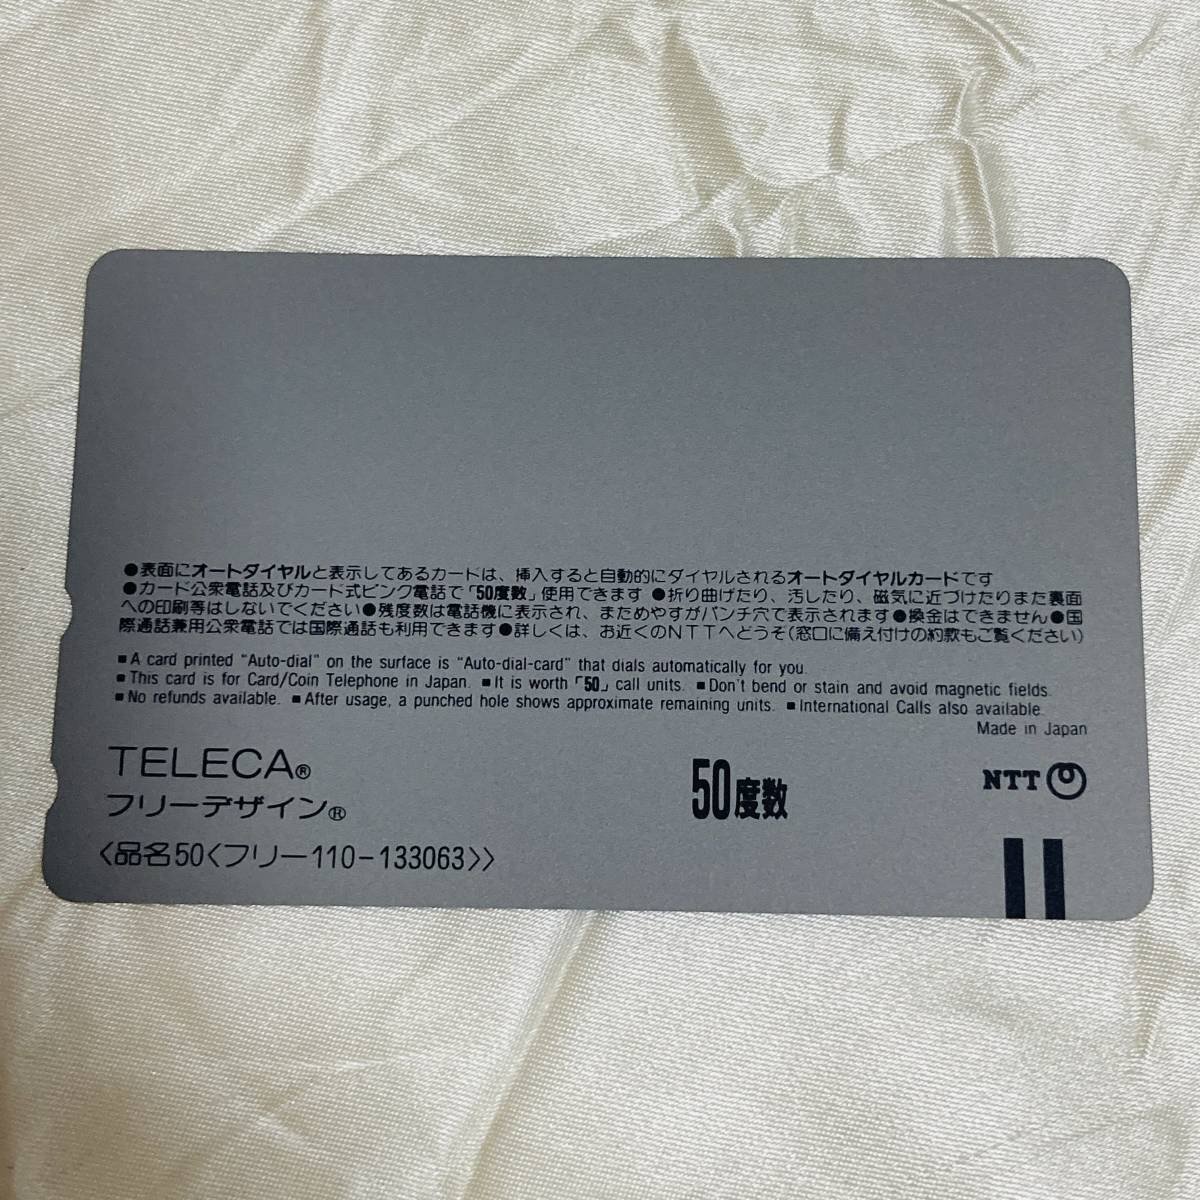 ●表面にオートダイヤルと表示してあるカードは、挿入すると自動的にダイヤルされるオートダイヤルカードです
●カード公衆電話及びカード式ピンク電話で「50度数」使用できます ●折り曲げたり、汚したり、磁気に近づけたりまた裏面
への印刷等はしないでください●残度数は電話機に表示され、まためやすがパンチ穴で表示されます●換金はできません●国
際通話兼用公衆電話では国際通話も利用できます●詳しくは、お近くのNTTへどうぞ(窓口に備え付けの約款もご覧ください)
■A card printed "Auto-dial" on the surface is "Auto-dial-card" that dials automatically for you.
■This card is for Card/Coin Telephone in Japan. ■It is worth「50」call units. ■Don't bend or stain and avoid magnetic fields.
■No refunds available. ■After usage, a punched hole shows approximate remaining units. ■International Calls also available.
Made in Japan
TELECA®
フリーデザイン®
50度数
NTT
〈品名50〈フリー110-133063〉〉